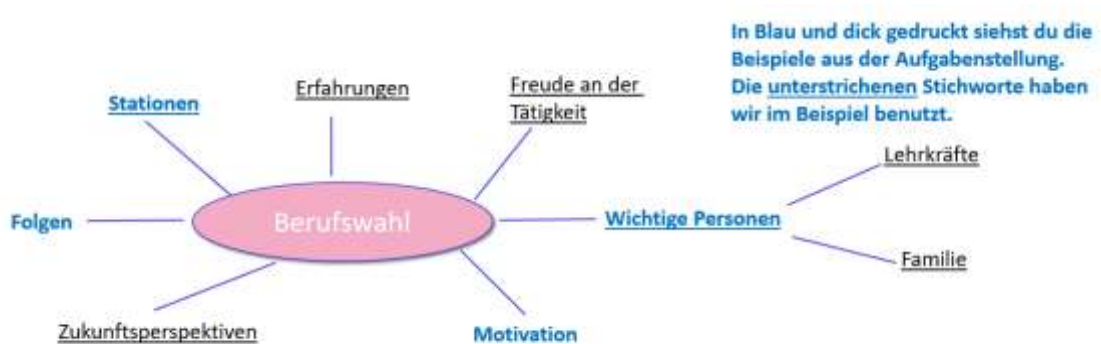 In Blau und dick gedruckt siehst du die
Beispiele aus der Aufgabenstellung.
Die unterstrichenen Stichworte haben
wir im Beispiel benutzt.
Stationen
Erfahrungen
Freude an der
Tätigkeit
Lehrkräfte
Folgen
Berufswahl
Wichtige Personen
Familie
Zukunftsperspektiven
Motivation